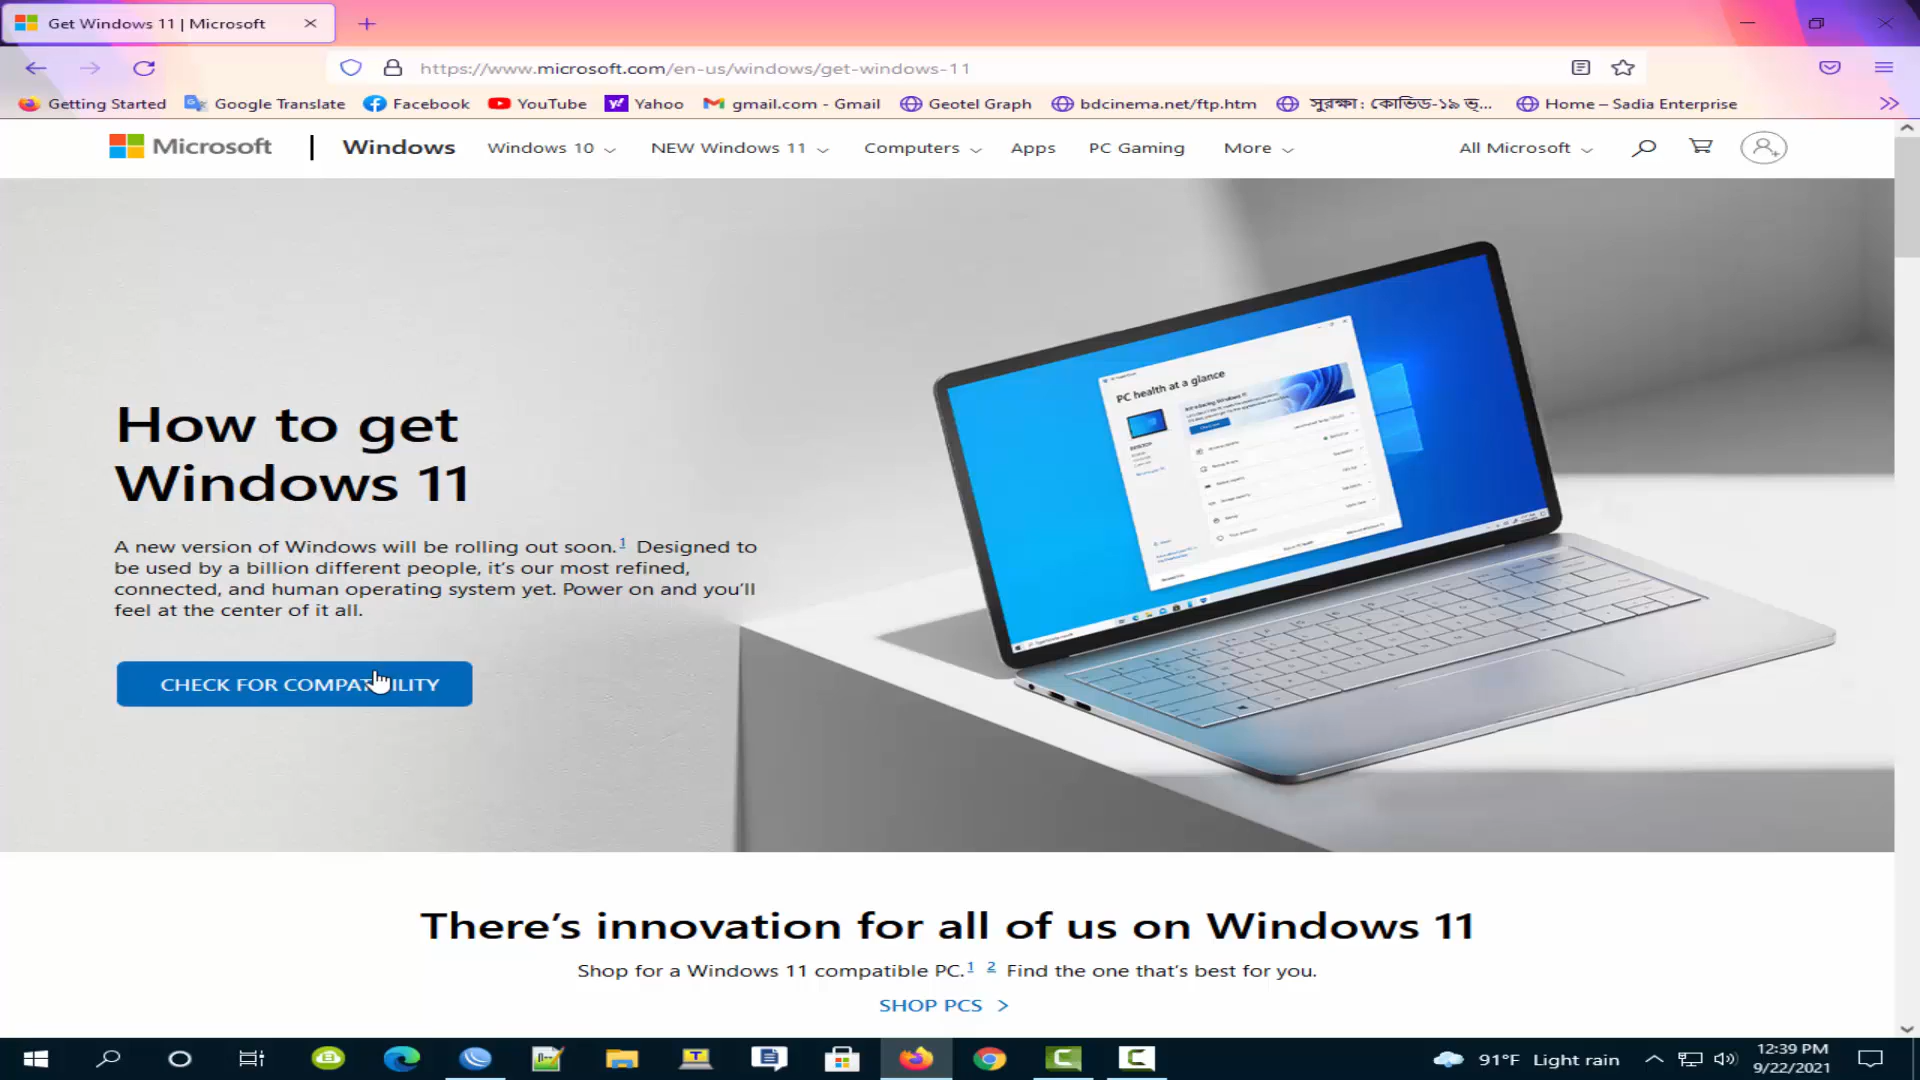 Get Windows 11 | Microsoft
https://www.microsoft.com/en-us/windows/get-windows-11
Getting Started Google Translate Facebook YouTube Yahoo gmail.com - Gmail Geotel Graph bdcinema.net/ftp.htm সুরক্ষা : কোভিড-১৯ ভ্... Home – Sadia Enterprise
Microsoft Windows Windows 10 NEW Windows 11 Computers Apps PC Gaming More All Microsoft
PC health at a glance
How to get
Windows 11
A new version of Windows will be rolling out soon.1 Designed to
be used by a billion different people, it's our most refined,
connected, and human operating system yet. Power on and you'll
feel at the center of it all.
CHECK FOR COMPATIBILITY
There's innovation for all of us on Windows 11
Shop for a Windows 11 compatible PC.1 2 Find the one that's best for you.
SHOP PCS >
91°F Light rain
12:39 PM
9/22/2021